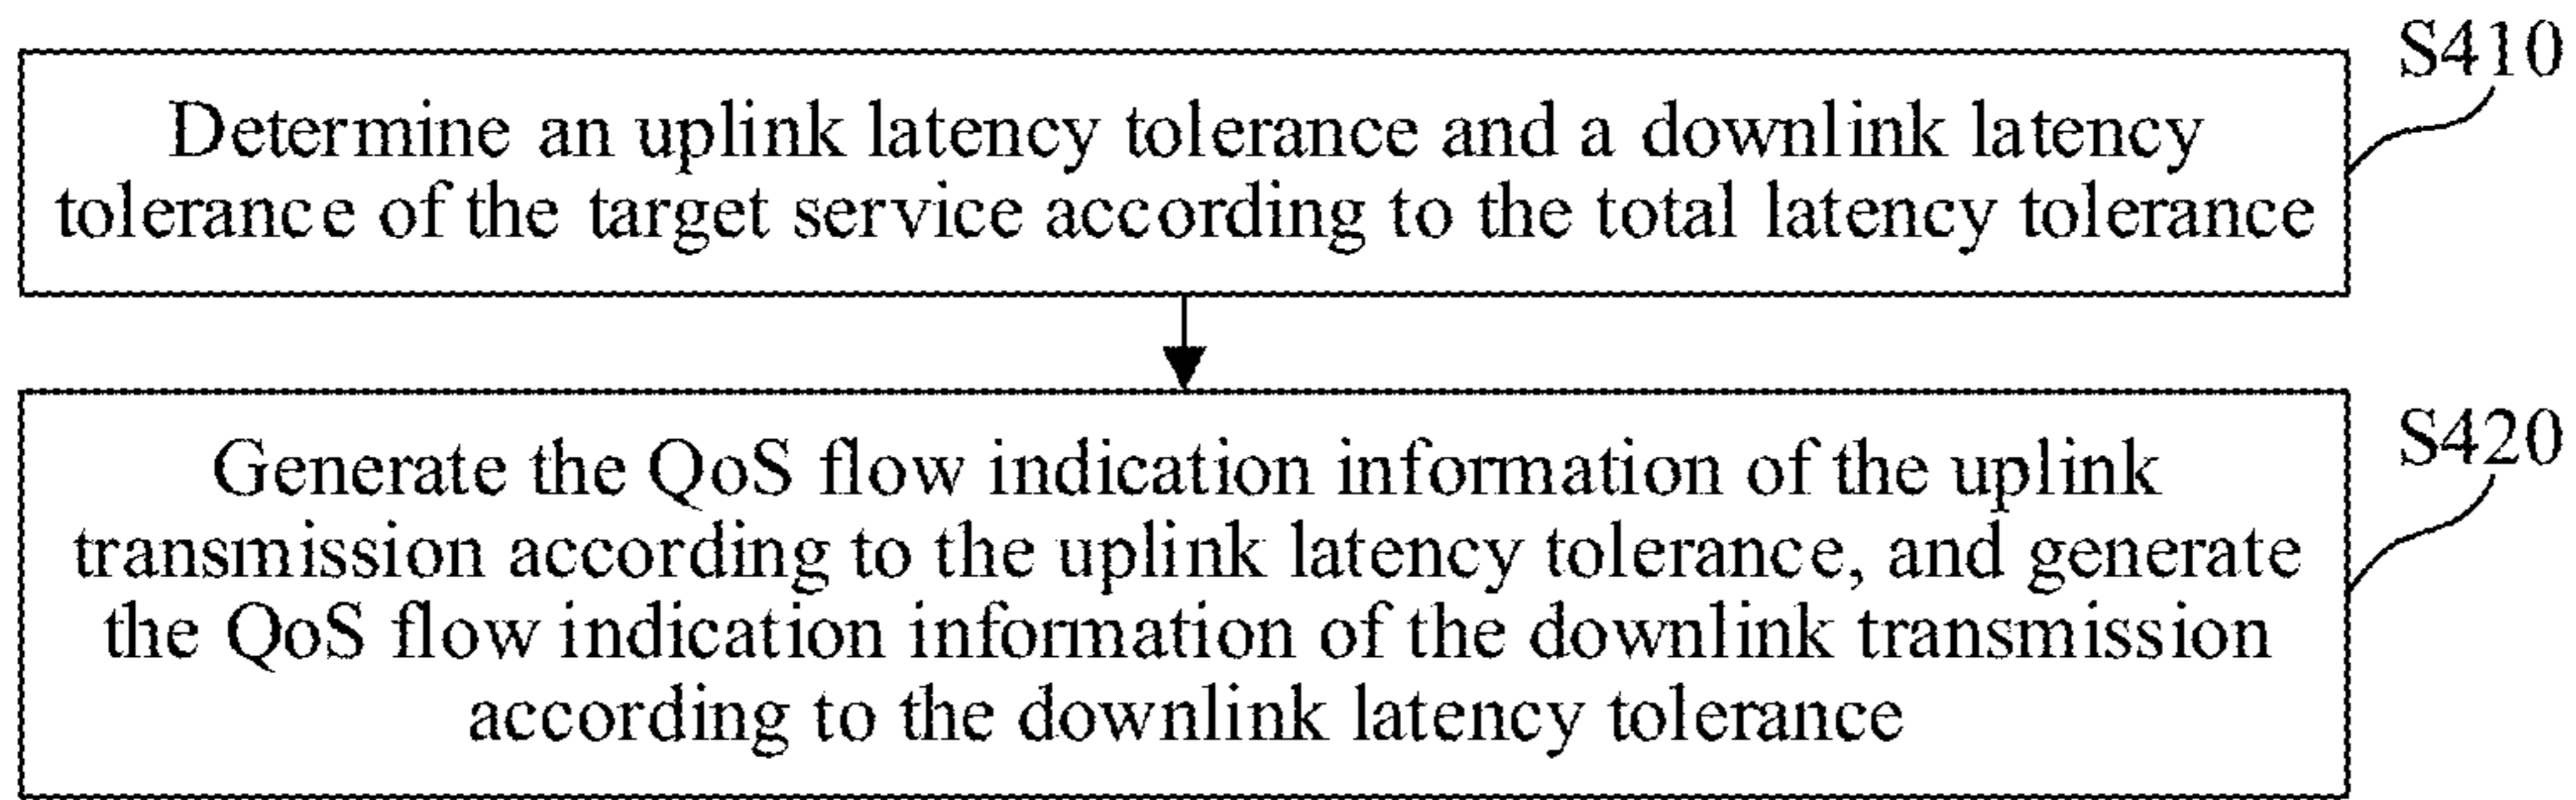 S410
Determine an uplink latency tolerance and a downlink latency
tolerance of the target service according to the total latency tolerance
S420
Generate the QoS flow indication information of the uplink
transmission according to the uplink latency tolerance, and generate
the QoS flow indication information of the downlink transmission
according to the downlink latency tolerance